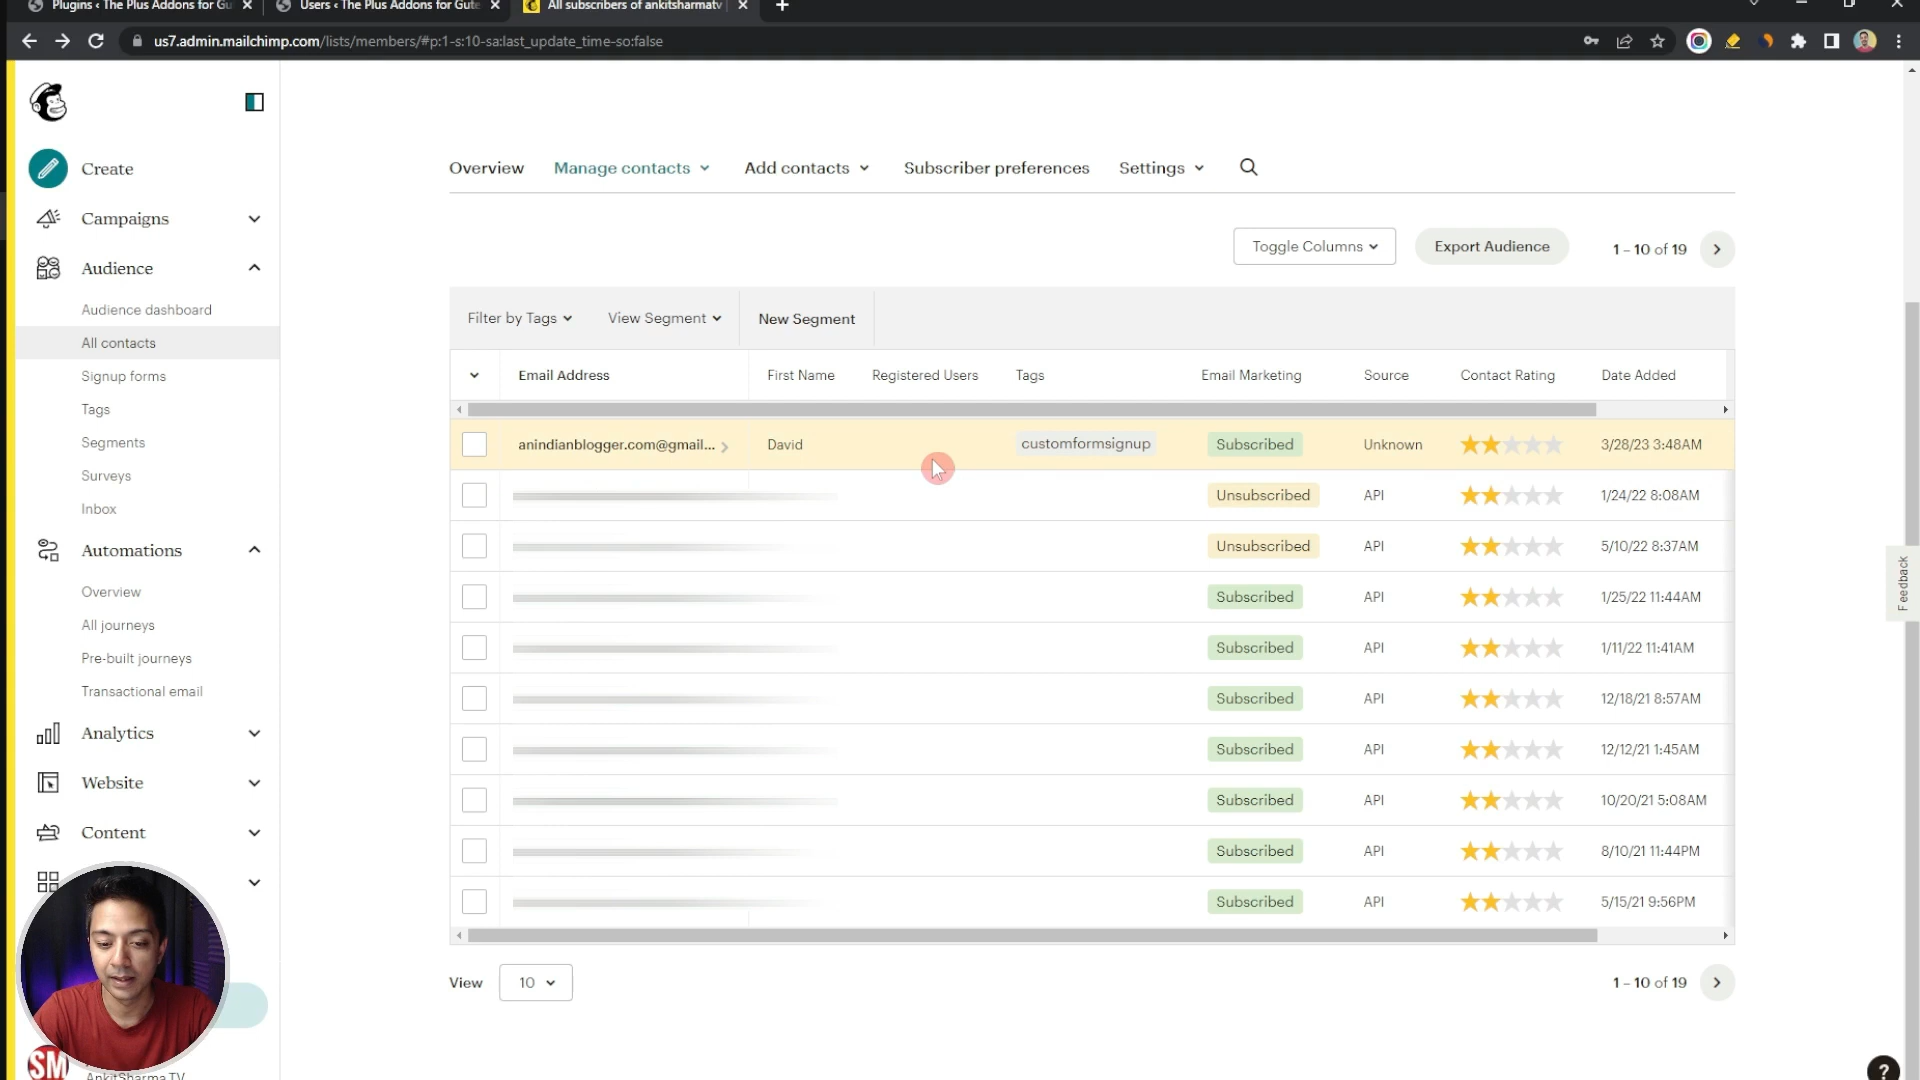 Plugins ‹ The Plus Addons for Gu
Users ‹ The Plus Addons for Gute
All subscribers of ankitsharmatv
us7.admin.mailchimp.com/lists/members/#p:1-s:10-sa:last_update_time-so:false
Create
Campaigns
Audience
Audience dashboard
All contacts
Signup forms
Tags
Segments
Surveys
Inbox
Automations
Overview
All journeys
Pre-built journeys
Transactional email
Analytics
Website
Content
SM
AnkitSharma TV
Overview Manage contacts Add contacts Subscriber preferences Settings
Toggle Columns Export Audience 1 – 10 of 19
Filter by Tags View Segment New Segment
Email Address First Name Registered Users Tags Email Marketing Source Contact Rating Date Added
anindianblogger.com@gmail... David customformsignup Subscribed Unknown 3/28/23 3:48AM
Unsubscribed API 1/24/22 8:08AM
Unsubscribed API 5/10/22 8:37AM
Subscribed API 1/25/22 11:44AM
Subscribed API 1/11/22 11:41AM
Subscribed API 12/18/21 8:57AM
Subscribed API 12/12/21 1:45AM
Subscribed API 10/20/21 5:08AM
Subscribed API 8/10/21 11:44PM
Subscribed API 5/15/21 9:56PM
View 10 1 – 10 of 19
Feedback
?